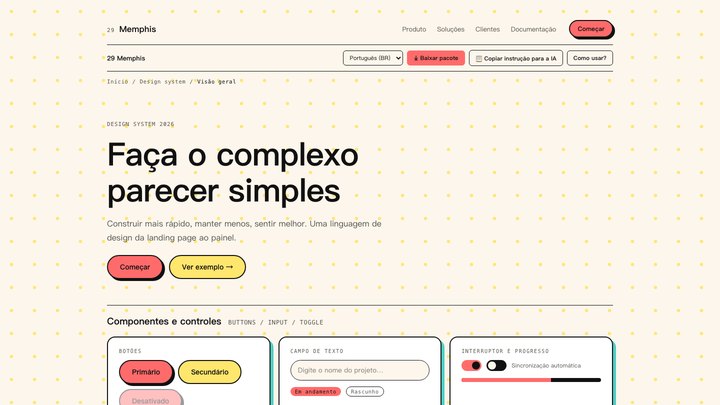 29 Memphis
Produto Soluções Clientes Documentação Começar
29 Memphis
Português (BR) Baixar pacote Copiar instrução para a IA Como usar?
Início / Design system / Visão geral
DESIGN SYSTEM 2026
Faça o complexo
parecer simples
Construir mais rápido, manter menos, sentir melhor. Uma linguagem de
design da landing page ao painel.
Começar Ver exemplo →
Componentes e controles BUTTONS / INPUT / TOGGLE
BOTÕES
Primário Secundário
Desativado
CAMPO DE TEXTO
Digite o nome do projeto...
Em andamento Rascunho
INTERRUPTOR E PROGRESSO
Sincronização automática